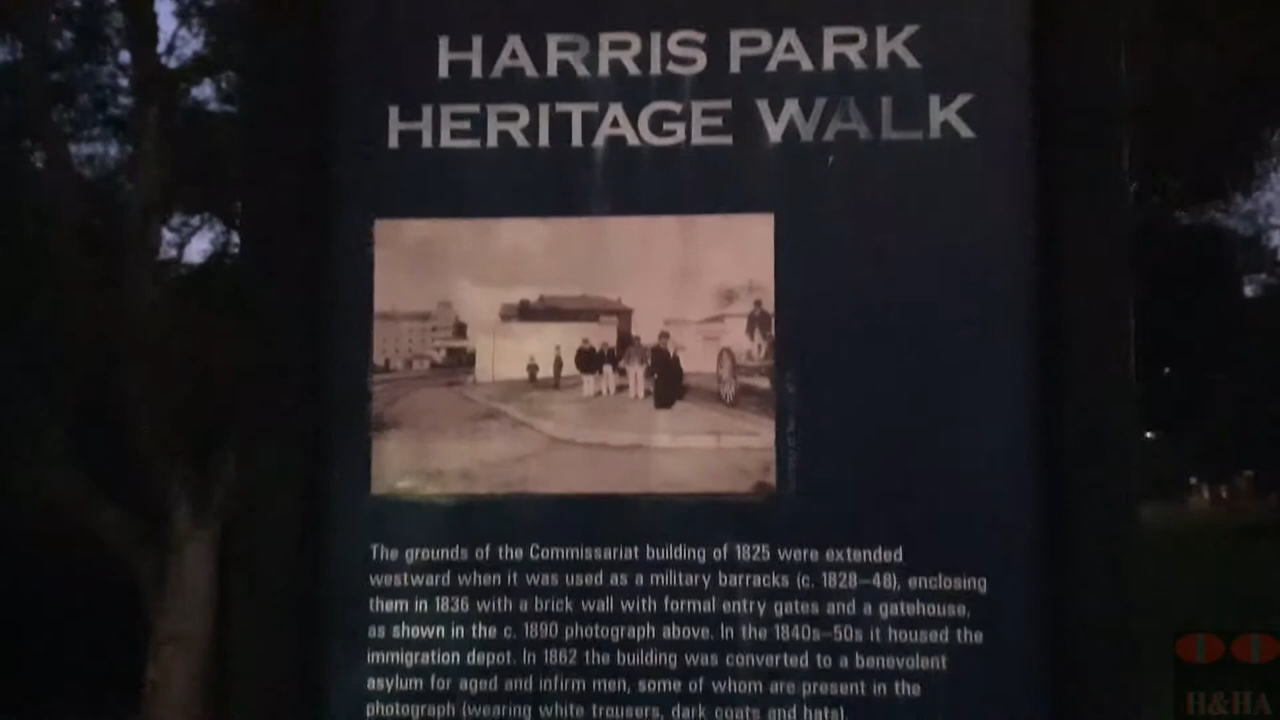 HARRIS PARK
HERITAGE WALK
The grounds of the Commissariat building of 1825 were extended
westward when it was used as a military barracks (c. 1828–48), enclosing
them in 1836 with a brick wall with formal entry gates and a gatehouse,
as shown in the c. 1890 photograph above. In the 1840s–50s it housed the
immigration depot. In 1862 the building was converted to a benevolent
asylum for aged and infirm men, some of whom are present in the
photograph (wearing white trousers, dark coats and hats).
H&HA